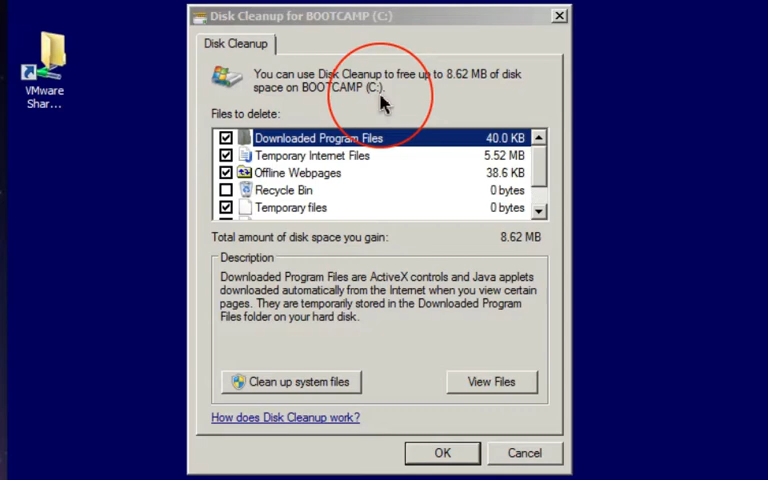 Disk Cleanup for BOOTCAMP (C:)
VMware
Shar...
Disk Cleanup
You can use Disk Cleanup to free up to 8.62 MB of disk
space on BOOTCAMP (C:).
Files to delete:
Downloaded Program Files 40.0 KB
Temporary Internet Files 5.52 MB
Offline Webpages 38.6 KB
Recycle Bin 0 bytes
Temporary files 0 bytes
Total amount of disk space you gain: 8.62 MB
Description
Downloaded Program Files are ActiveX controls and Java applets
downloaded automatically from the Internet when you view certain
pages. They are temporarily stored in the Downloaded Program
Files folder on your hard disk.
Clean up system files View Files
How does Disk Cleanup work?
OK Cancel